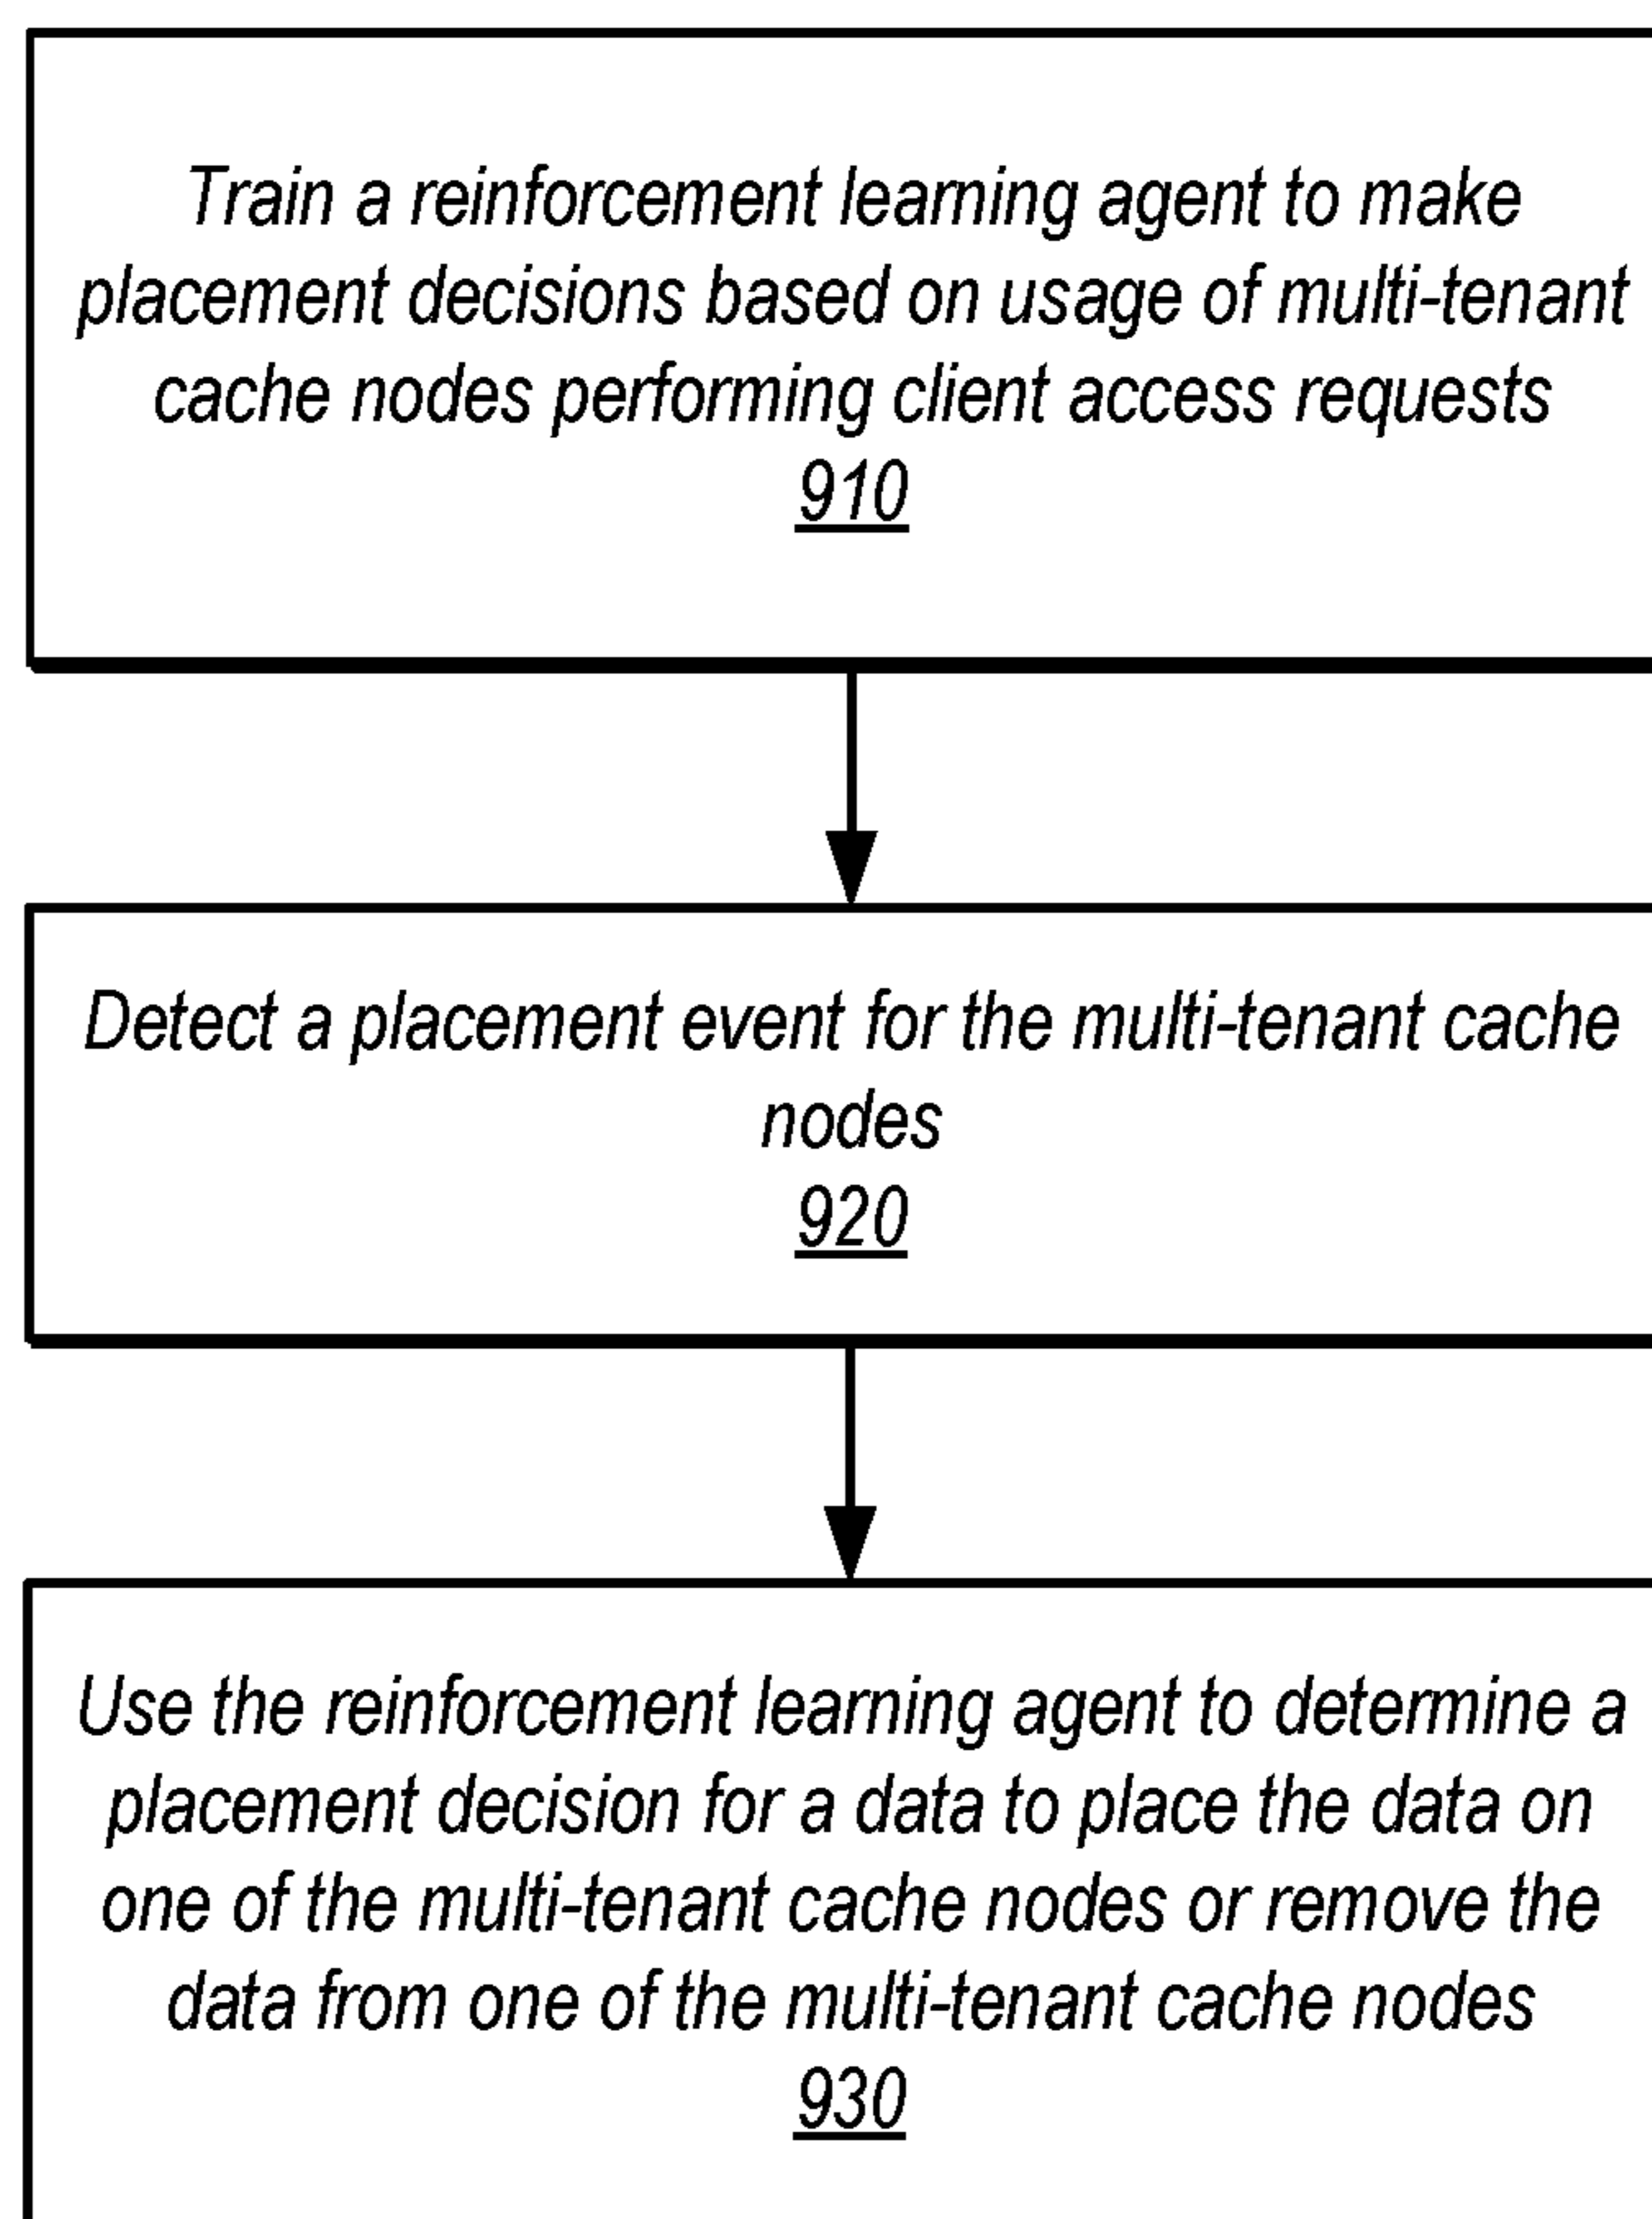 Train a reinforcement learning agent to make
placement decisions based on usage of multi-tenant
cache nodes performing client access requests
910
Detect a placement event for the multi-tenant cache
nodes
920
Use the reinforcement learning agent to determine a
placement decision for a data to place the data on
one of the multi-tenant cache nodes or remove the
data from one of the multi-tenant cache nodes
930